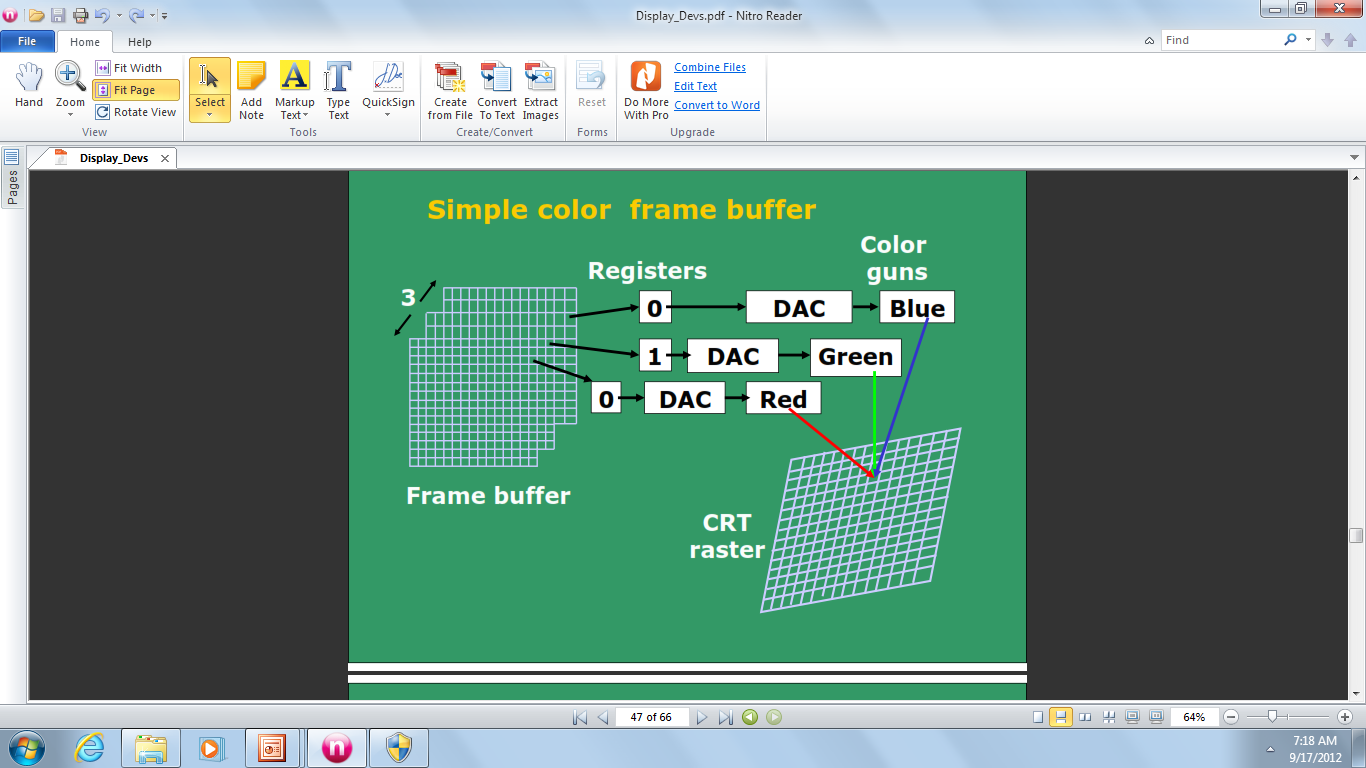 Display_Devs.pdf - Nitro Reader
File
Home
Help
Find
Hand
Zoom
Fit Width
Fit Page
Rotate View
View
Select
Add
Note
Markup
Text
Type
Text
QuickSign
Tools
Create
from File
Convert
To Text
Extract
Images
Create/Convert
Reset
Forms
Do More
With Pro
Combine Files
Edit Text
Convert to Word
Upgrade
Display_Devs
Pages
Simple color frame buffer
Color
guns
Registers
3
0
DAC
Blue
1
DAC
Green
0
DAC
Red
Frame buffer
CRT
raster
47 of 66
64%
7:18 AM
9/17/2012